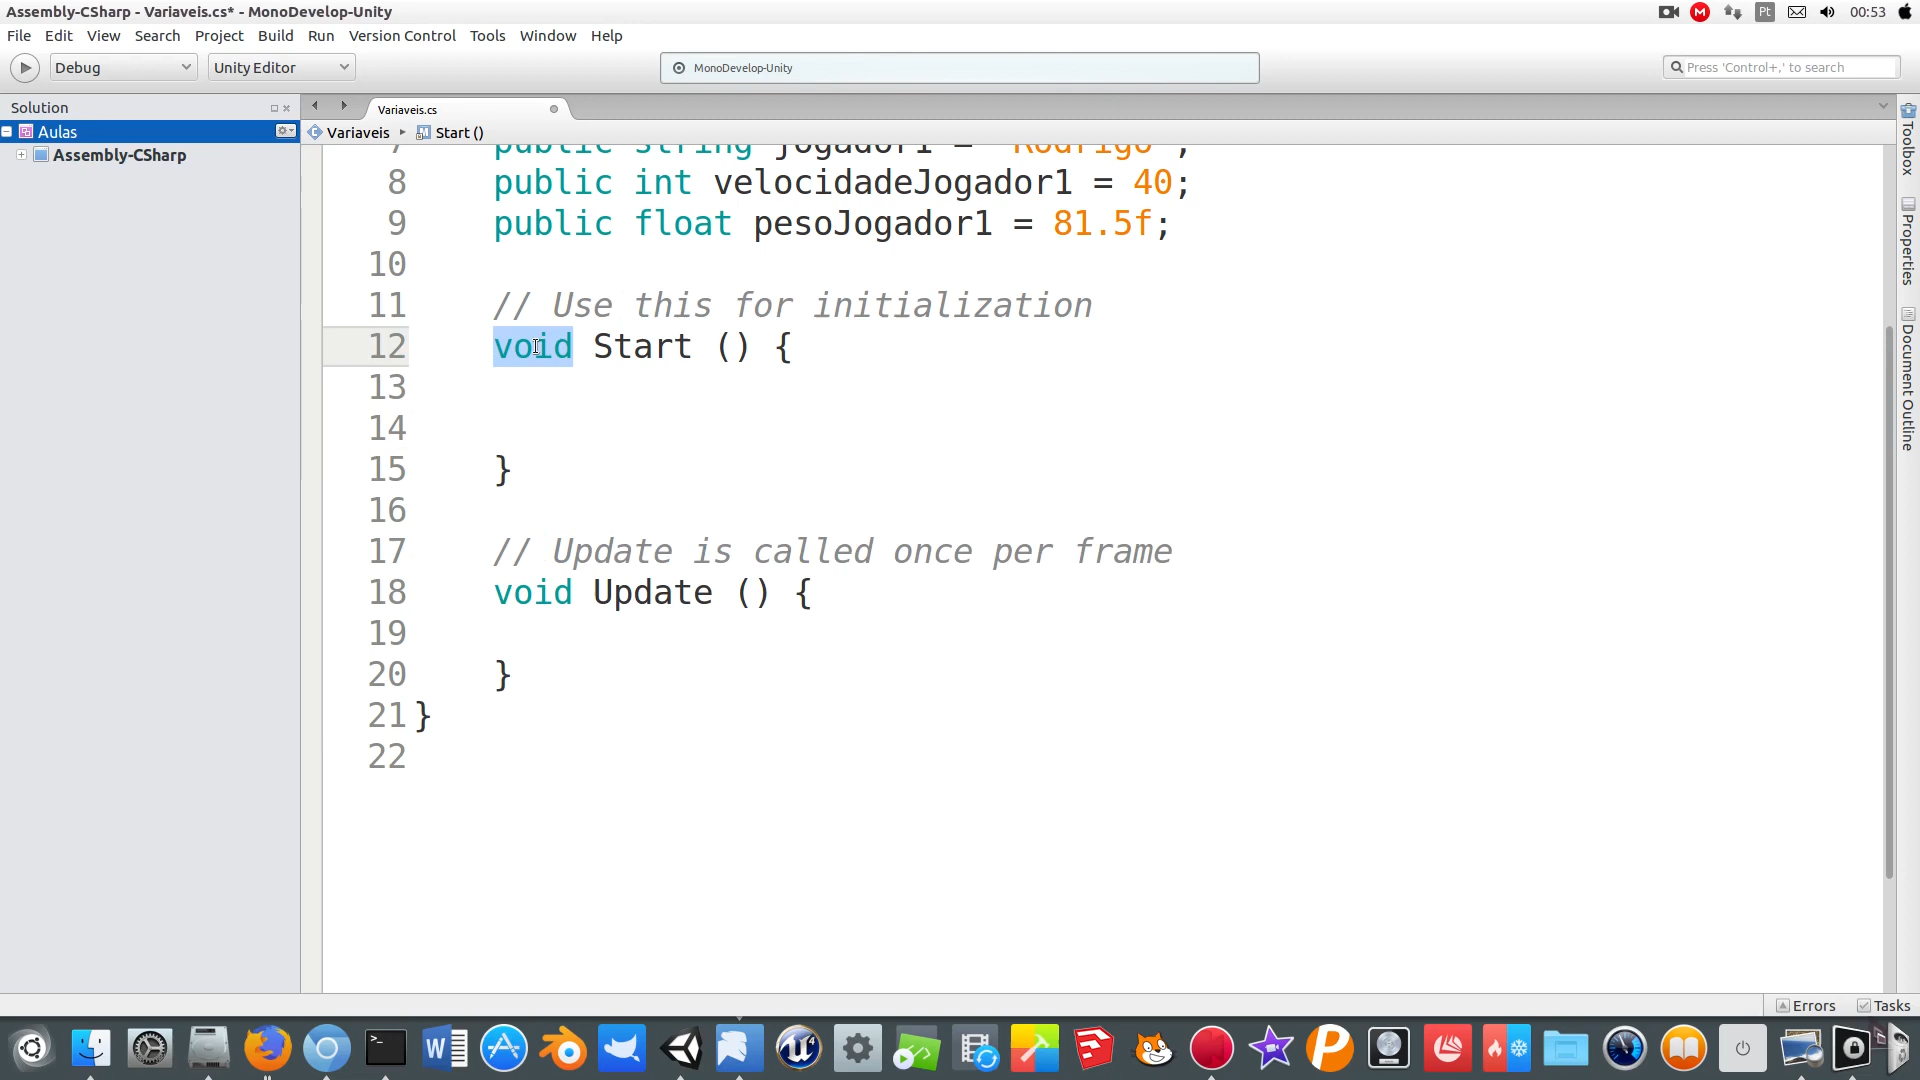 Assembly-CSharp - Variaveis.cs* - MonoDevelop-Unity
Pt
00:53
File Edit View Search Project Build Run Version Control Tools Window Help
Debug
Unity Editor
MonoDevelop-Unity
Press 'Control+,' to search
Solution
Aulas
Assembly-CSharp
Variaveis.cs
Variaveis
Start ()
7 public string jogador1 = "Rodrigo";
8 public int velocidadeJogador1 = 40;
9 public float pesoJogador1 = 81.5f;
10
11 // Use this for initialization
12 void Start () {
13
14
15 }
16
17 // Update is called once per frame
18 void Update () {
19
20 }
21 }
22
Toolbox
Properties
Document Outline
Errors
Tasks